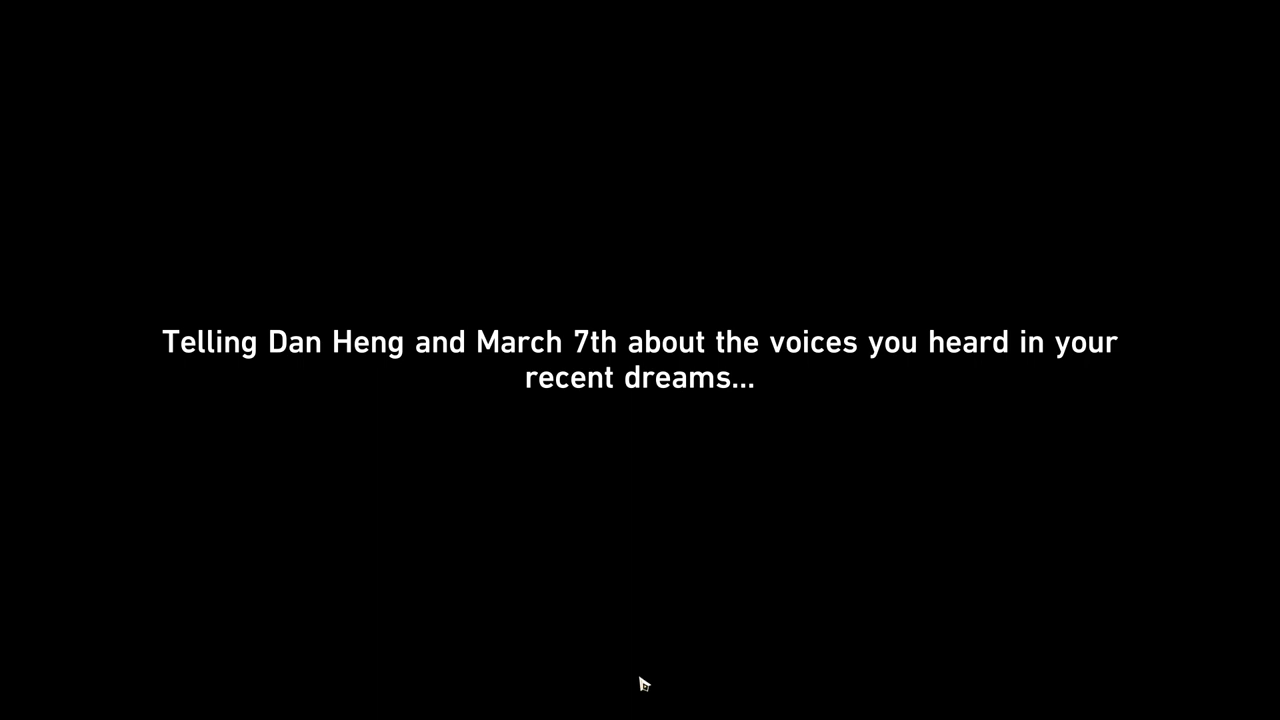 Telling Dan Heng and March 7th about the voices you heard in your
recent dreams...